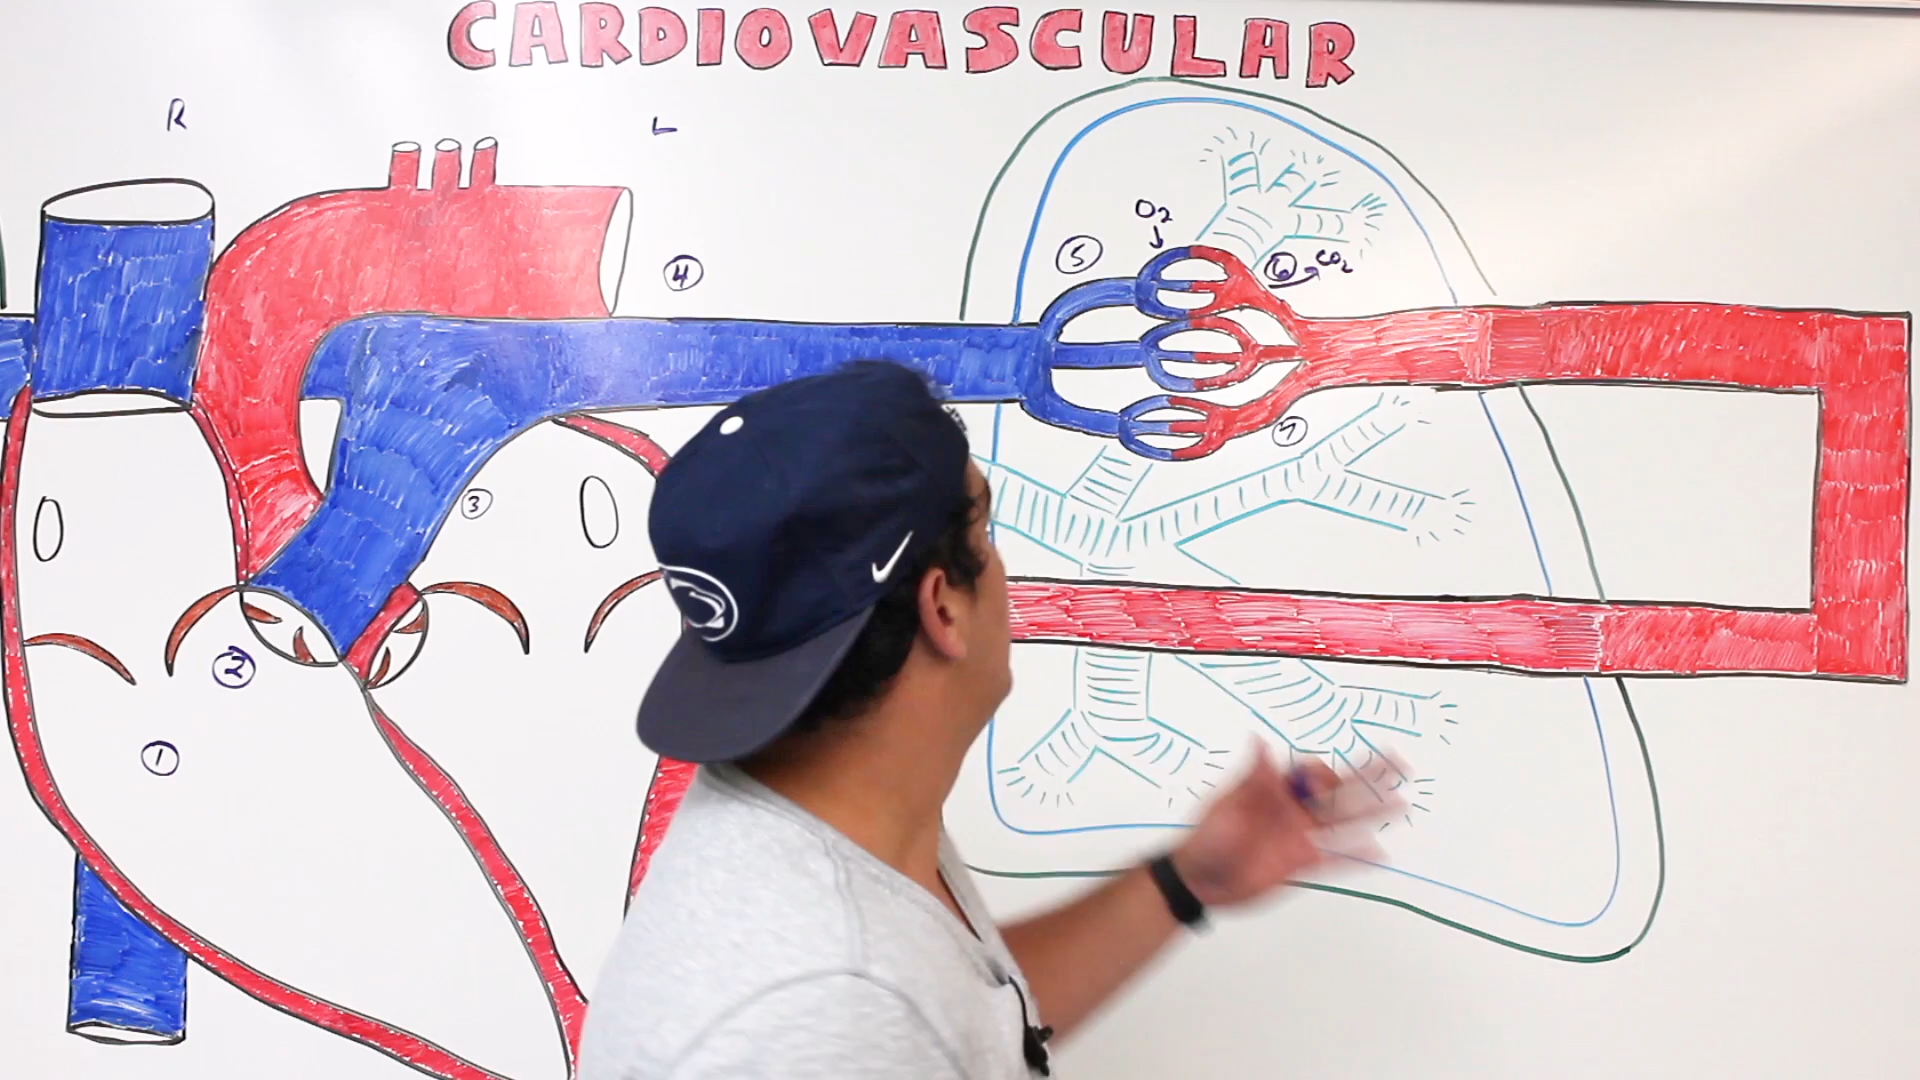 CARDIOVASCULAR
R L
O₂
⑤ ⑥ CO₂
④
⑦
③
②
①